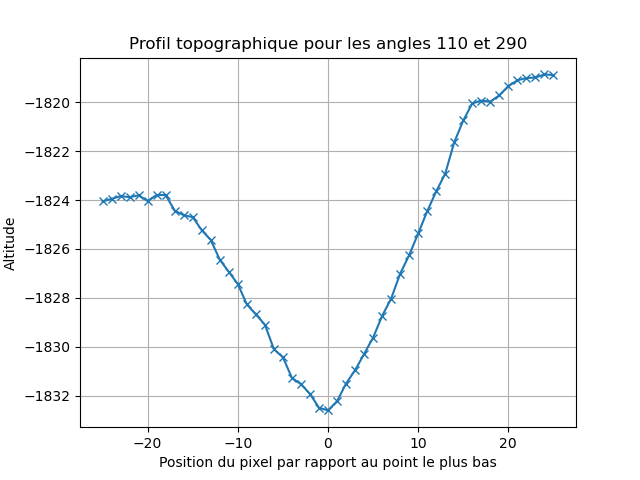 Profil topographique pour les angles 110 et 290
−1820
−1822
−1824
−1826
−1828
−1830
−1832
Altitude
−20 −10 0 10 20
Position du pixel par rapport au point le plus bas